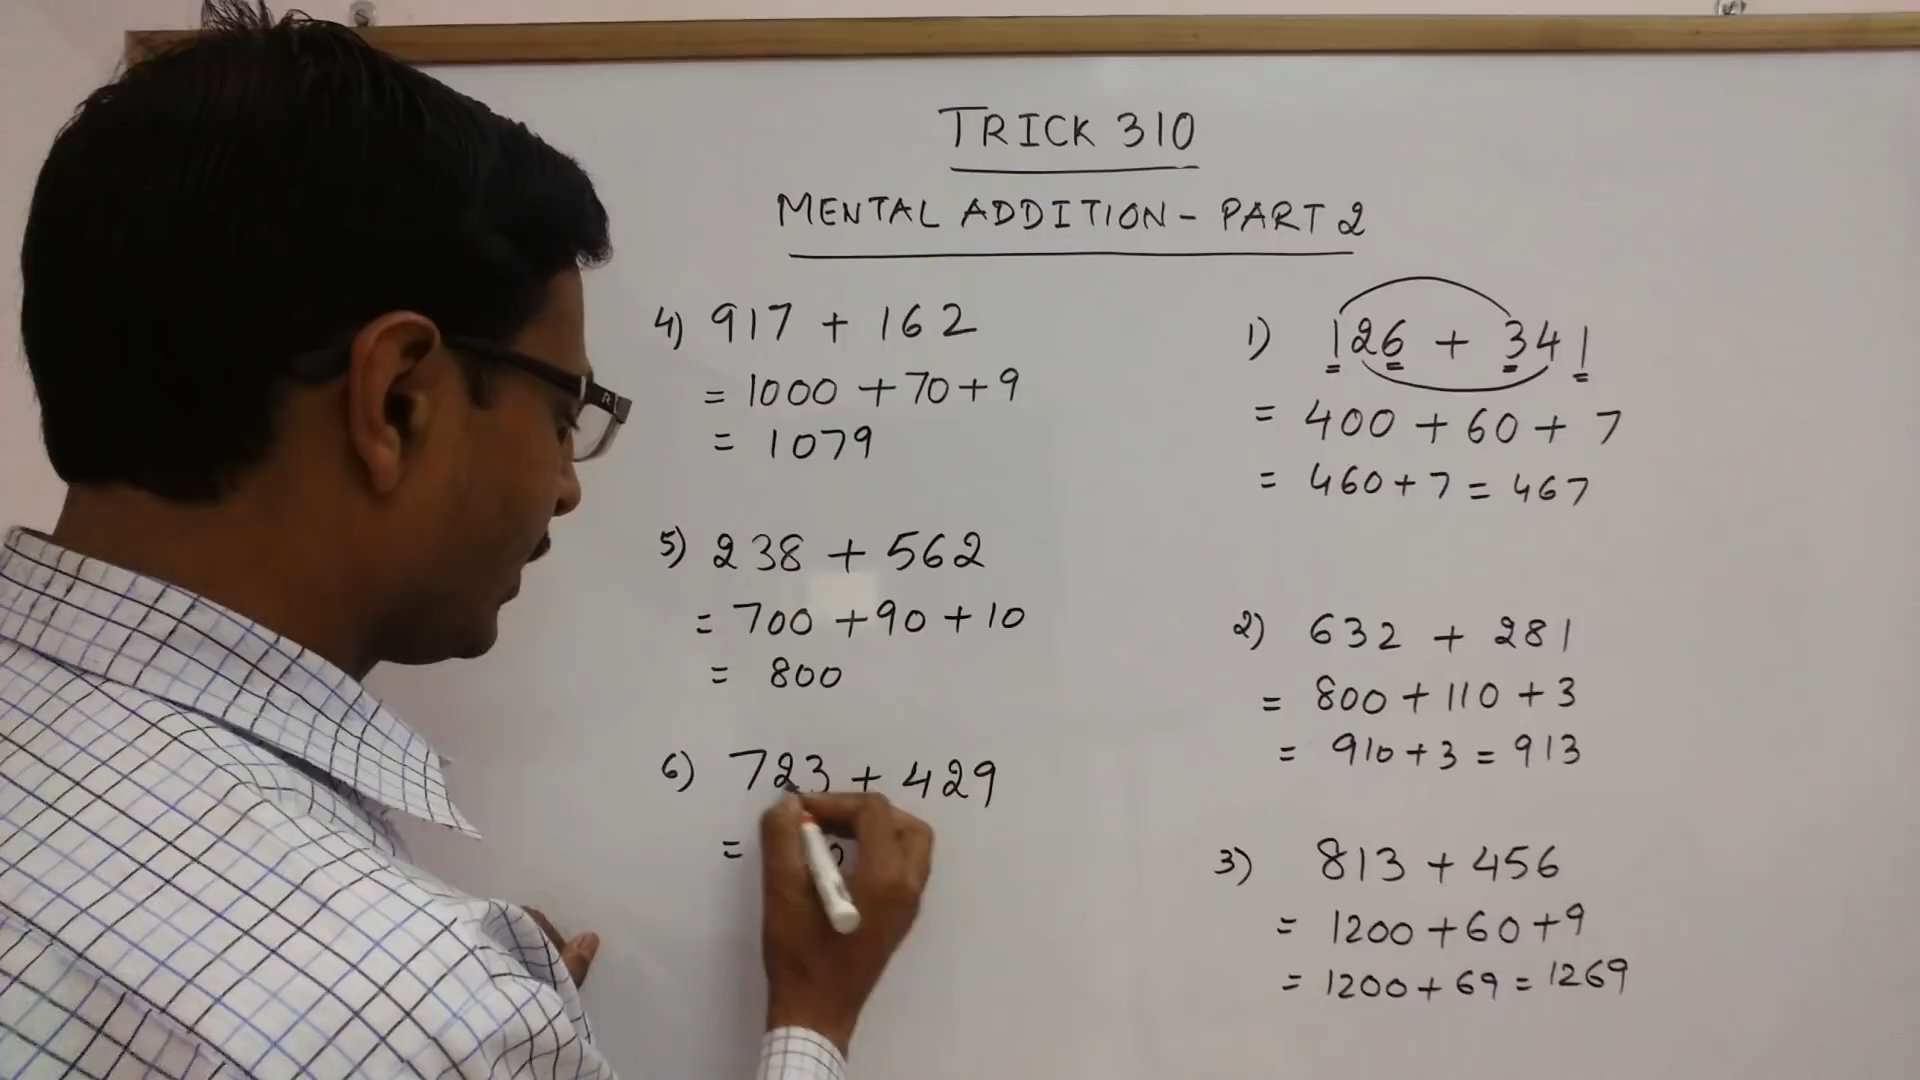 TRICK 310
MENTAL ADDITION - PART 2
1) 126 + 341
= 400 + 60 + 7
= 460 + 7 = 467
2) 632 + 281
= 800 + 110 + 3
= 910 + 3 = 913
3) 813 + 456
= 1200 + 60 + 9
= 1200 + 69 = 1269
4) 917 + 162
= 1000 + 70 + 9
= 1079
5) 238 + 562
= 700 + 90 + 10
= 800
6) 723 + 429
=